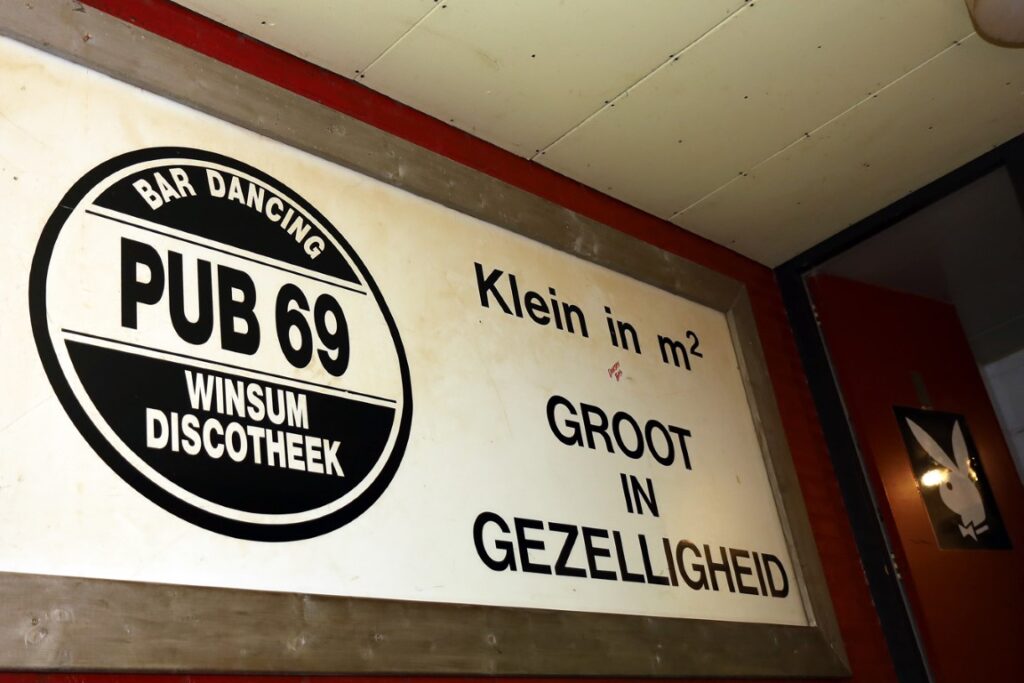 BAR DANCING
PUB 69
WINSUM
DISCOTHEEK
Klein in m²
GROOT
IN
GEZELLIGHEID